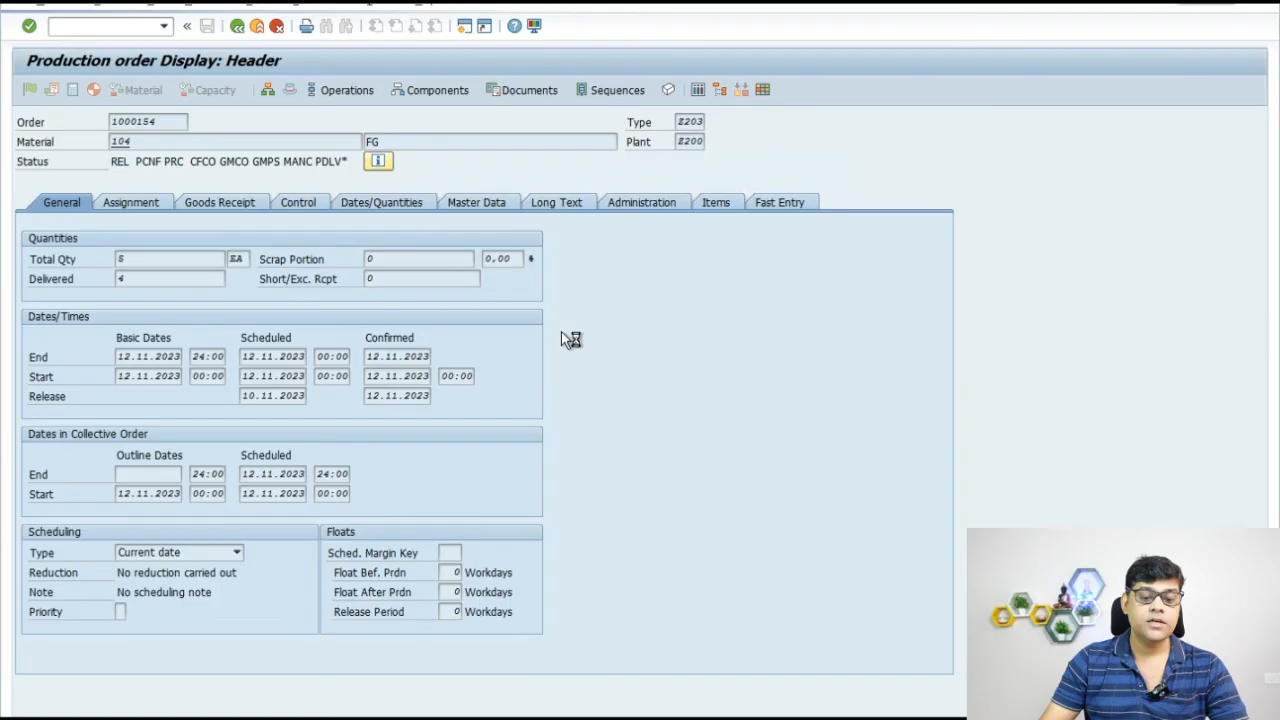 Production order Display: Header
Material Capacity Operations Components Documents Sequences
Order 1000154 Type Z203
Material 104 FG Plant Z200
Status REL PCNF PRC CFCO GMCO GMPS MANC PDLV*
General Assignment Goods Receipt Control Dates/Quantities Master Data Long Text Administration Items Fast Entry
Quantities
Total Qty 5 EA Scrap Portion 0 0,00 %
Delivered 4 Short/Exc. Rcpt 0
Dates/Times
Basic Dates Scheduled Confirmed
End 12.11.2023 24:00 12.11.2023 00:00 12.11.2023
Start 12.11.2023 00:00 12.11.2023 00:00 12.11.2023 00:00
Release 10.11.2023 12.11.2023
Dates in Collective Order
Outline Dates Scheduled
End 24:00 12.11.2023 24:00
Start 12.11.2023 00:00 12.11.2023 00:00
Scheduling Floats
Type Current date Sched. Margin Key
Reduction No reduction carried out Float Bef. Prdn 0 Workdays
Note No scheduling note Float After Prdn 0 Workdays
Priority Release Period 0 Workdays